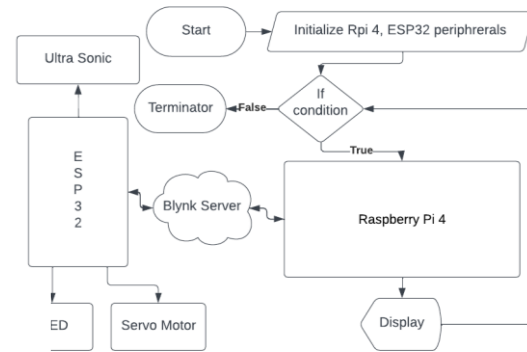 Start
Initialize Rpi 4, ESP32 periphrerals
Ultra Sonic
If
condition
Terminator
False
True
E
S
P
3
2
Blynk Server
Raspberry Pi 4
ED
Servo Motor
Display